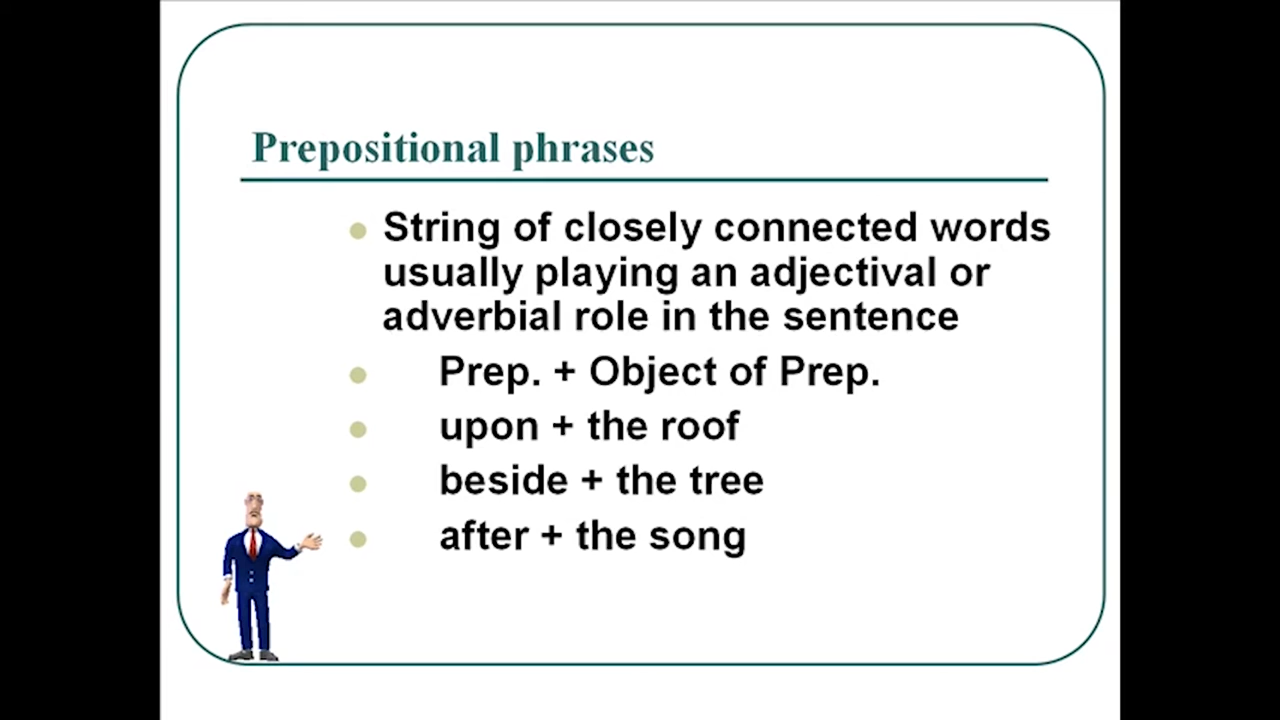 Prepositional phrases
String of closely connected words
usually playing an adjectival or
adverbial role in the sentence
Prep. + Object of Prep.
upon + the roof
beside + the tree
after + the song